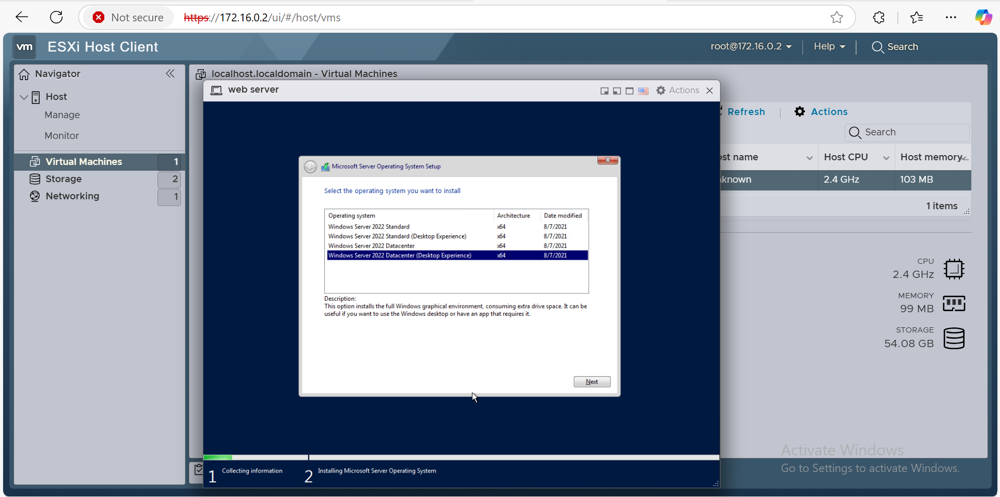 Not secure
https://172.16.0.2/ui/#/host/vms
vm ESXi Host Client
root@172.16.0.2
Help
Search
Navigator
Host
Manage
Monitor
Virtual Machines 1
Storage 2
Networking 1
localhost.localdomain - Virtual Machines
web server
Actions
Refresh
Actions
Search
st name
Host CPU
Host memory...
known
2.4 GHz
103 MB
1 items
Microsoft Server Operating System Setup
Select the operating system you want to install
Operating system Architecture Date modified
Windows Server 2022 Standard x64 8/7/2021
Windows Server 2022 Standard (Desktop Experience) x64 8/7/2021
Windows Server 2022 Datacenter x64 8/7/2021
Windows Server 2022 Datacenter (Desktop Experience) x64 8/7/2021
Description:
This option installs the full Windows graphical environment, consuming extra drive space. It can be
useful if you want to use the Windows desktop or have an app that requires it.
Next
CPU
2.4 GHz
MEMORY
99 MB
STORAGE
54.08 GB
1 Collecting information
2 Installing Microsoft Server Operating System
Activate Windows
Go to Settings to activate Windows.